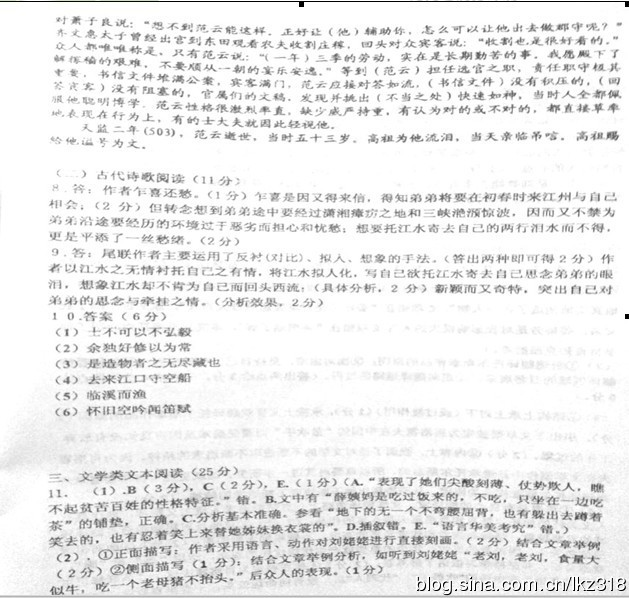 对萧子良说："想不到范云能这样，正好让（他）辅助你，怎么可以让他出去做郡守呢？"
齐文惠太子曾经出宫到东田观看农夫收割庄稼，回头对众宾客说："收割也是很好看的。"
众人都唯唯称是，只有范云说："（一年）三季的劳动，实在是长期勤苦的事，我愿殿下了
解稼穑的艰难，不要顺从一朝的宴乐安逸。"等到（范云）担任选官之职，责任职守极其
重要，书信文件堆满公案，宾客满门，范云应接对答如流，（书信文件）没有积压的，（回
答宾客）没有阻塞的，官属们的文稿，发现并挑出（不当之处）快速如神，当时人全都佩
服他聪明博学。范云性格很激烈率直，缺少威严持重，有认为对的或不对的，都直接草率
地表现在行为上，有的士大夫就因此轻视他。
天监二年(503)，范云逝世，当时五十三岁。高祖为他流泪，当天亲临吊唁。高祖赐
给他谥号为文。
（二）古代诗歌阅读（11分）
8.答：作者乍喜还愁。（1分）乍喜是因又得来信，得知弟弟将要在初春时来江州与自己
相会；（2分）但转念想到弟弟途中要经过潇湘瘴疠之地和三峡滟滪惊波，因而又不禁为
弟弟沿途要经历的环境过于恶劣而担心和忧愁；想要托江水寄去自己的两行泪水而不得，
更是平添了一丝愁绪。（2分）
9.答：尾联作者主要运用了反衬(对比)、拟人、想象的手法。（答出两种即可得2分）作
者以江水之无情衬托自己之有情，将江水拟人化，写自己欲托江水寄去自己思念弟弟的眼
泪，想象江水却不肯为自己而回头西流；（具体分析，2分）新颖而又奇特，突出自己对
弟弟的思念与牵挂之情。（分析效果，2分）
10.答案（6分）
（1）士不可以不弘毅
（2）余独好修以为常
（3）是造物者之无尽藏也
（4）去来江口守空船
（5）临溪而渔
（6）怀旧空吟闻笛赋
三、文学类文本阅读（25分）
11. （1）.B（3分），C（2分），E.（1分）（A."表现了她们尖酸刻薄、仗势欺人，瞧
不起贫苦百姓的性格特征。"错。B.文中有"薛姨妈是吃过饭来的，不吃，只坐在一边吃
茶"的铺垫，正确。C.分析基本准确。参看"地下的无一个不弯腰屈背，也有躲出去蹲着
笑去的，也有忍着笑上来替她姊妹换衣裳的"。D.插叙错。E."语言华美考究"错。）
（2）.①正面描写：作者采用语言、动作对刘姥姥进行直接刻画。（2分）结合文章举例
（2分）②侧面描写（1分）：结合文章举例分析，如听到刘姥姥"老刘，老刘，食量大
似牛，吃一个老母猪不抬头。"后众人的表现。（1分）
blog.sina.com.cn/lkz318